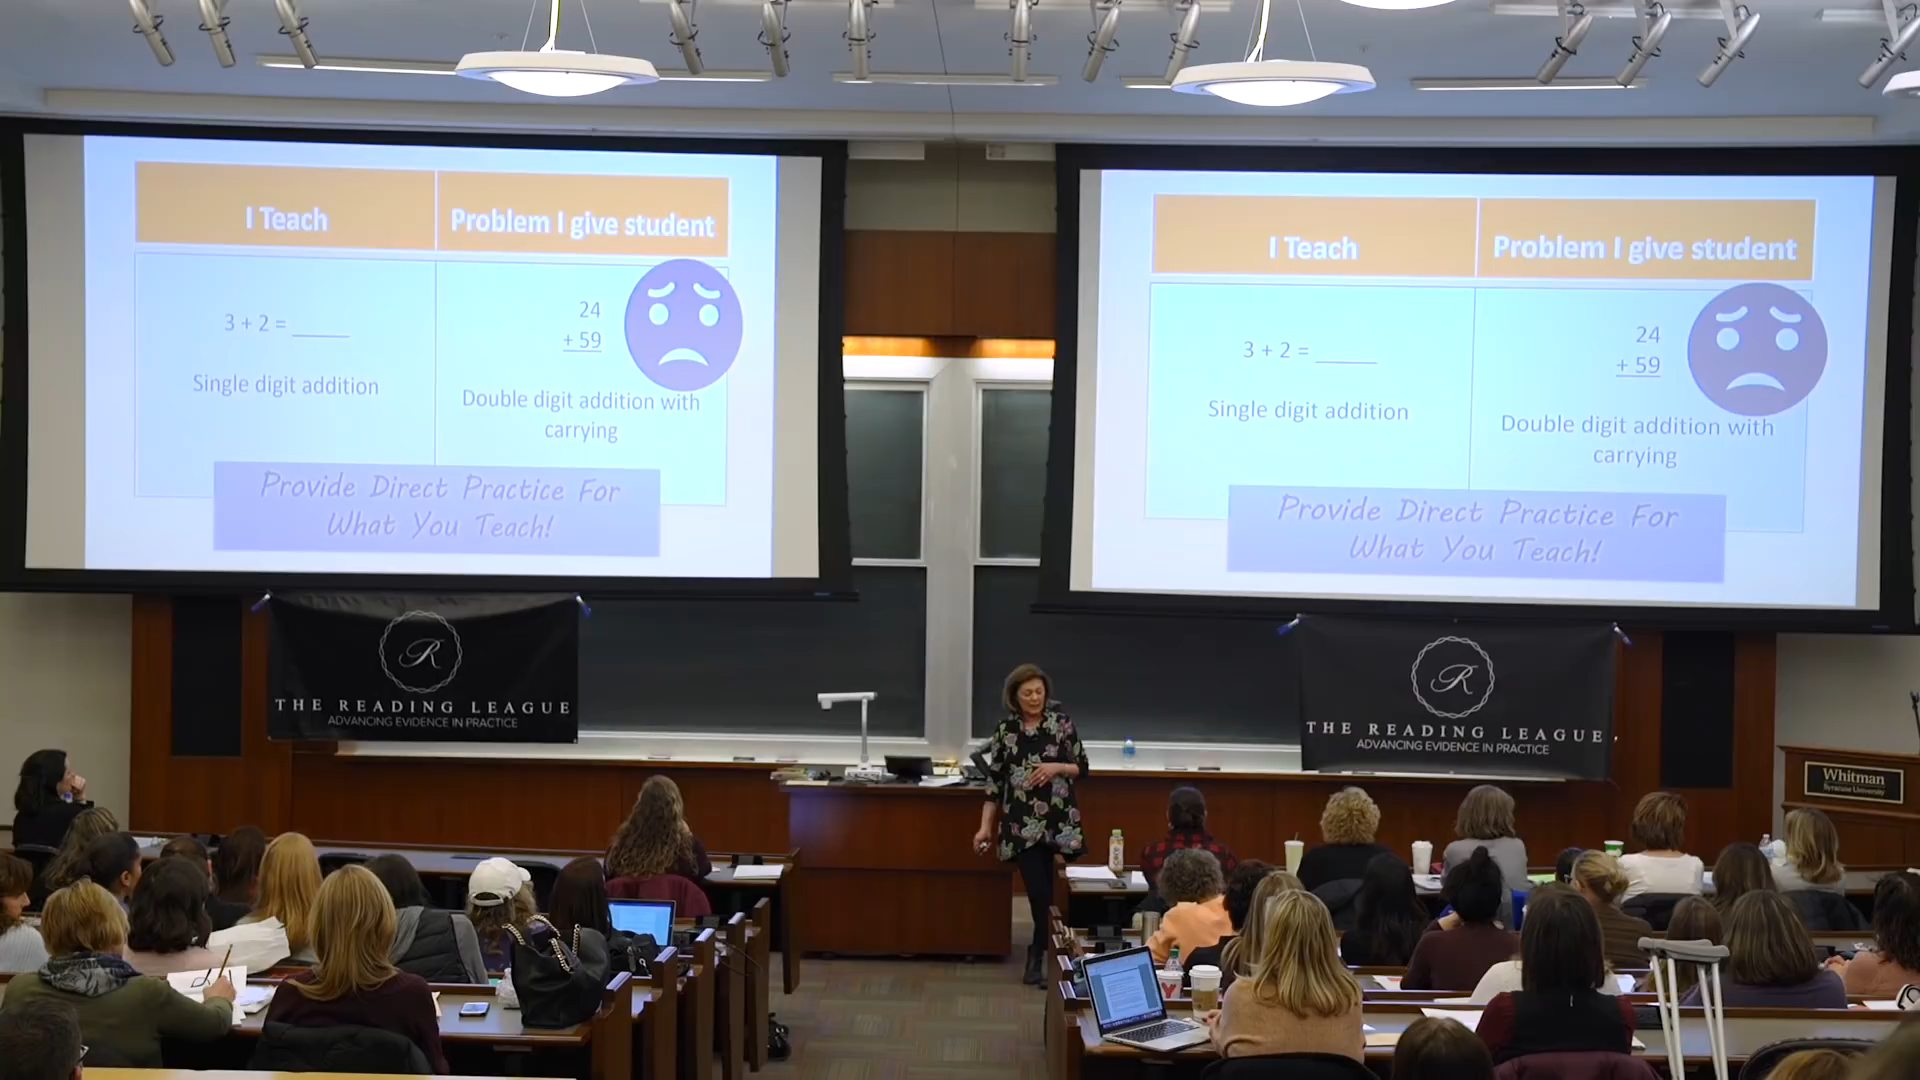 I Teach
Problem I give student
3 + 2 = _____
24
+ 59
Single digit addition
Double digit addition with
carrying
Provide Direct Practice For
What You Teach!
I Teach
Problem I give student
3 + 2 = _____
24
+ 59
Single digit addition
Double digit addition with
carrying
Provide Direct Practice For
What You Teach!
R
THE READING LEAGUE
ADVANCING EVIDENCE IN PRACTICE
R
THE READING LEAGUE
ADVANCING EVIDENCE IN PRACTICE
Whitman
Syracuse University